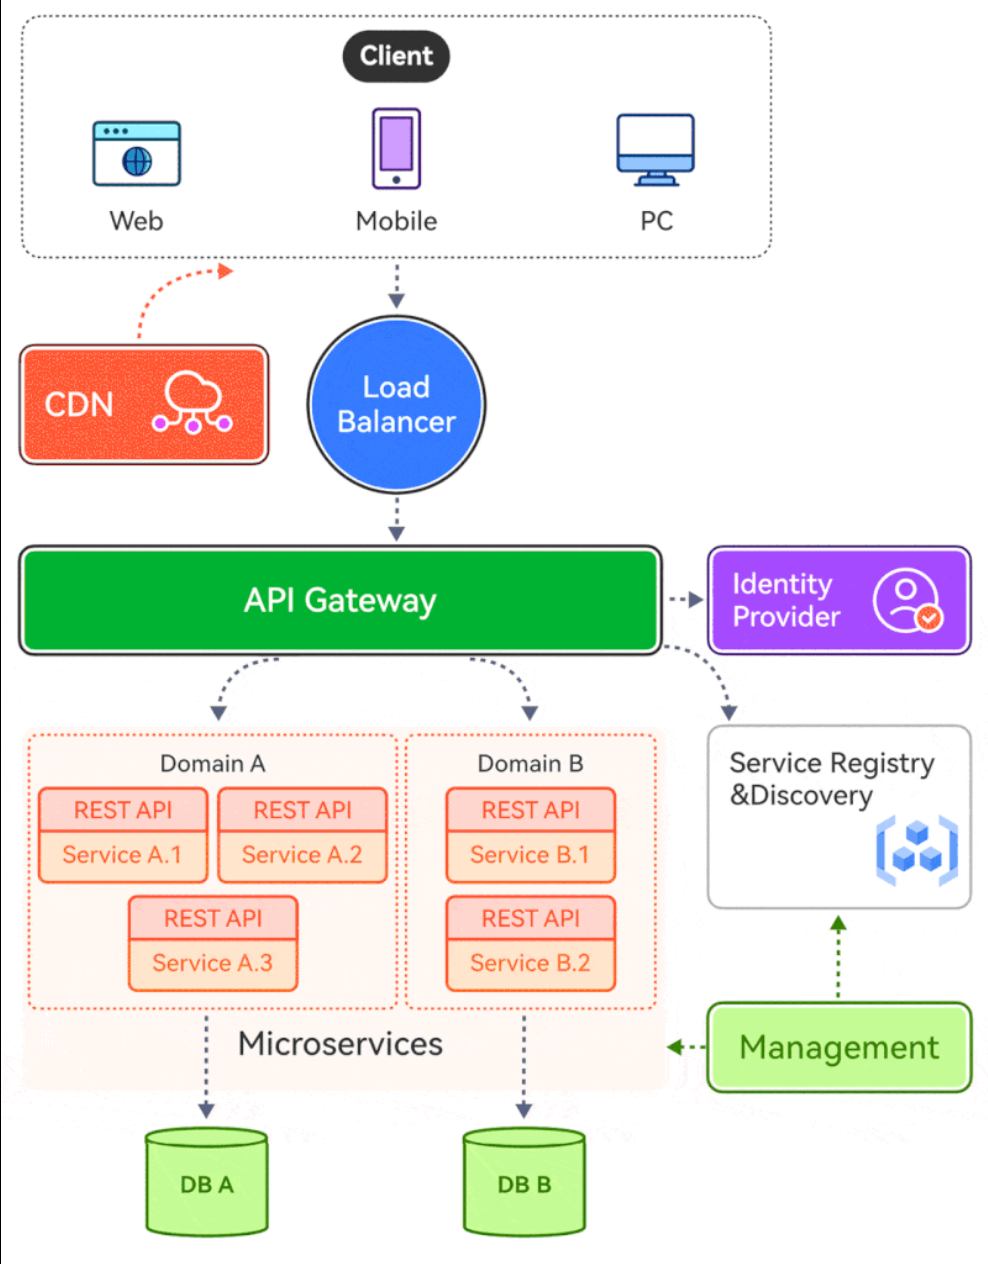 Client
Web
Mobile
PC
CDN
Load
Balancer
API Gateway
Identity
Provider
Domain A
REST API
Service A.1
REST API
Service A.2
REST API
Service A.3
Domain B
REST API
Service B.1
REST API
Service B.2
Service Registry
&Discovery
Microservices
Management
DB A
DB B